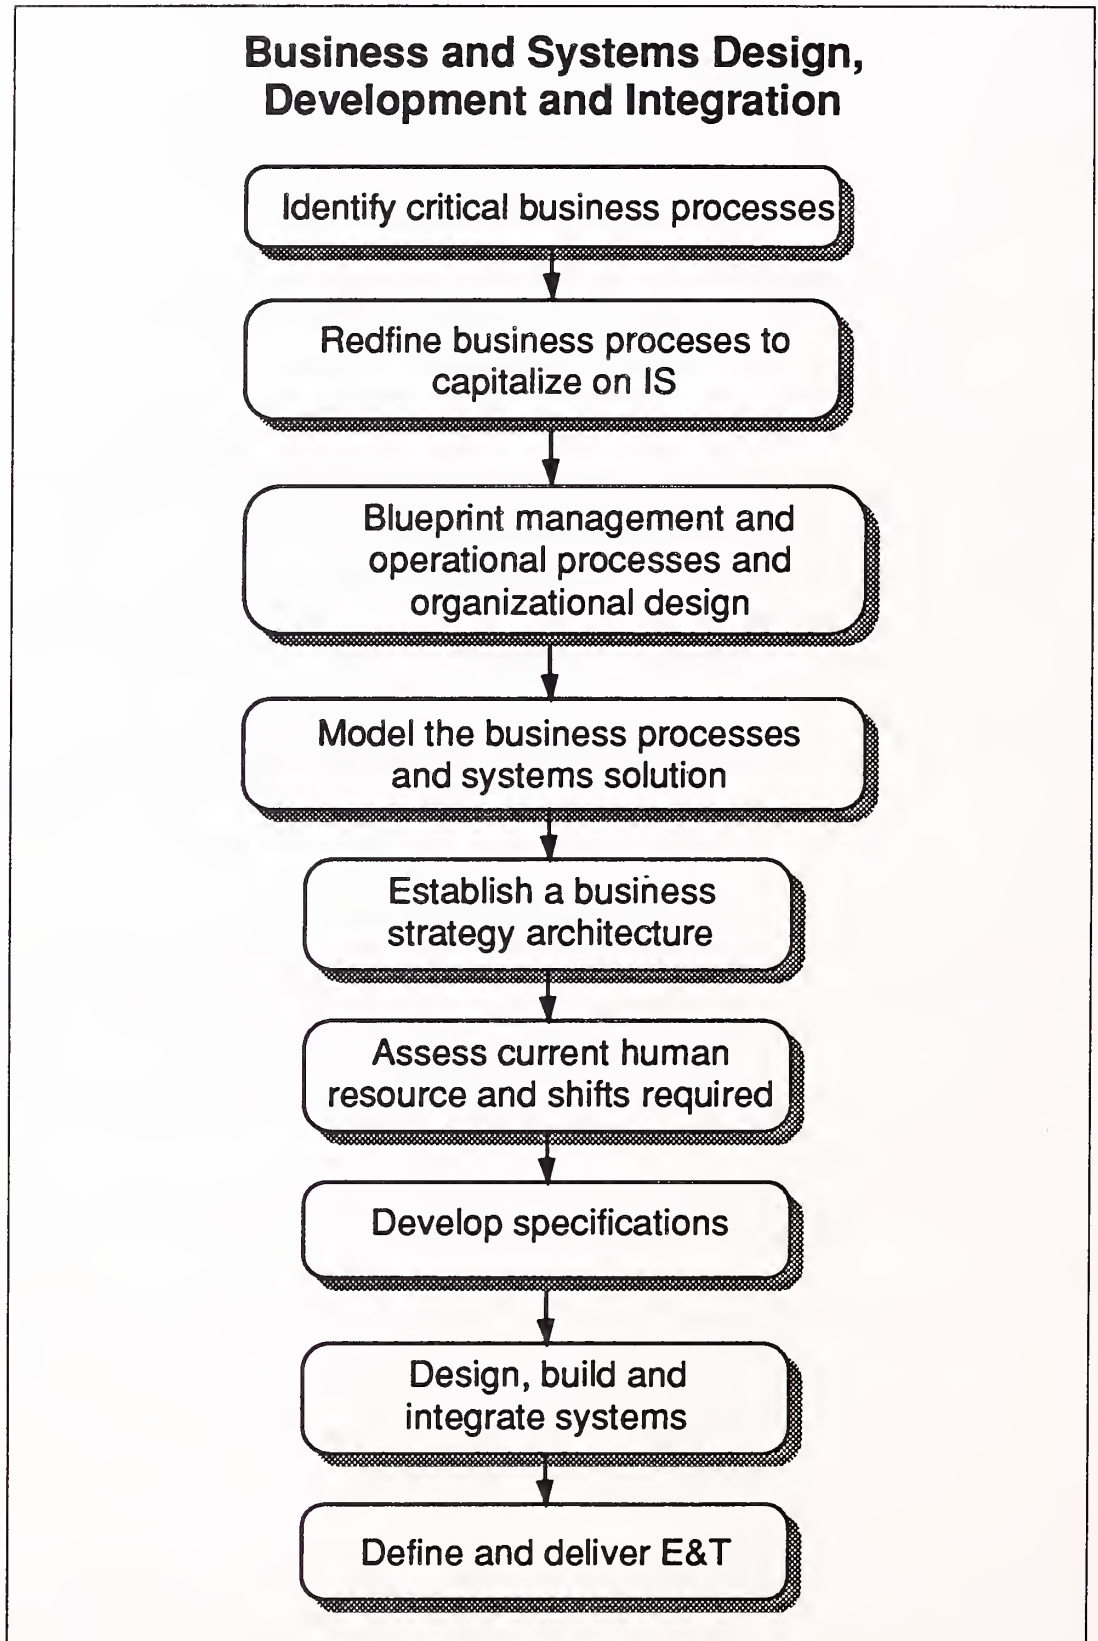 Business and Systems Design,
Development and Integration
Identify critical business processes
Redfine business proceses to
capitalize on IS
Blueprint management and
operational processes and
organizational design
Model the business processes
and systems solution
Establish a business
strategy architecture
Assess current human
resource and shifts required
Develop specifications
Design, build and
integrate systems
Define and deliver E&T